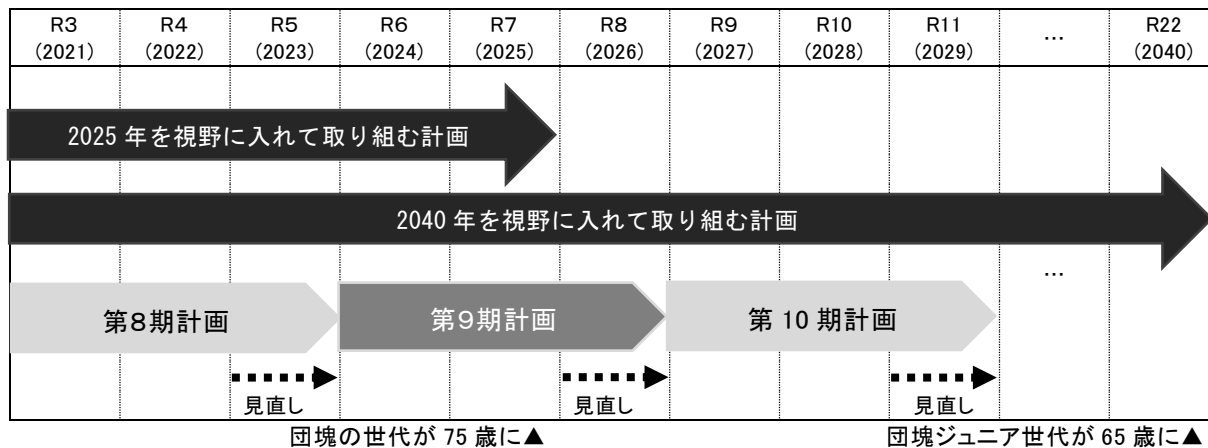 R3 R4 R5 R6 R7 R8 R9 R10 R11 … R22
(2021) (2022) (2023) (2024) (2025) (2026) (2027) (2028) (2029) (2040)
2025 年を視野に入れて取り組む計画
2040 年を視野に入れて取り組む計画
…
第8期計画 第9期計画 第 10 期計画
見直し 見直し 見直し
団塊の世代が 75 歳に▲ 団塊ジュニア世代が 65 歳に▲